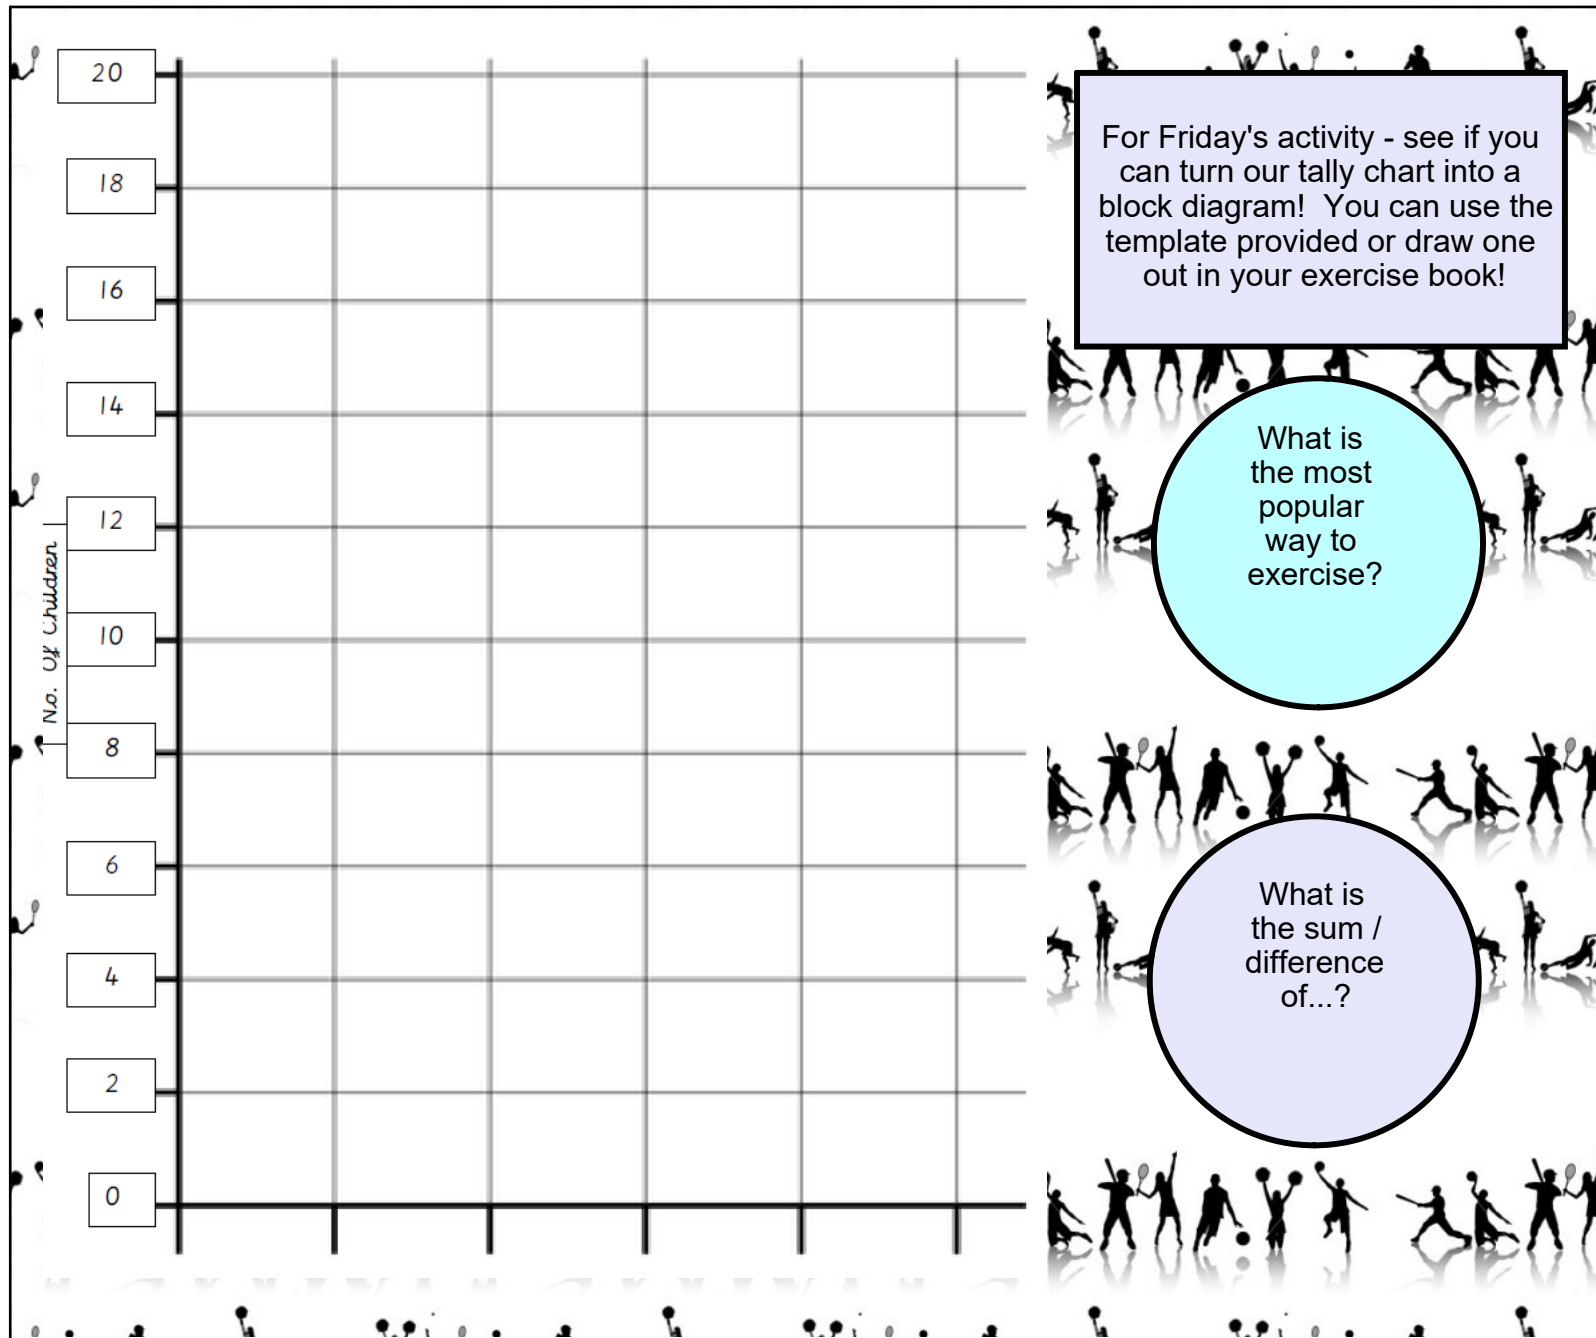 20
18
16
14
12
10
8
6
4
2
0
No. Of Children
For Friday's activity - see if you
can turn our tally chart into a
block diagram!  You can use the
template provided or draw one
out in your exercise book!
What is
the most
popular
way to
exercise?
What is
the sum /
difference
of...?